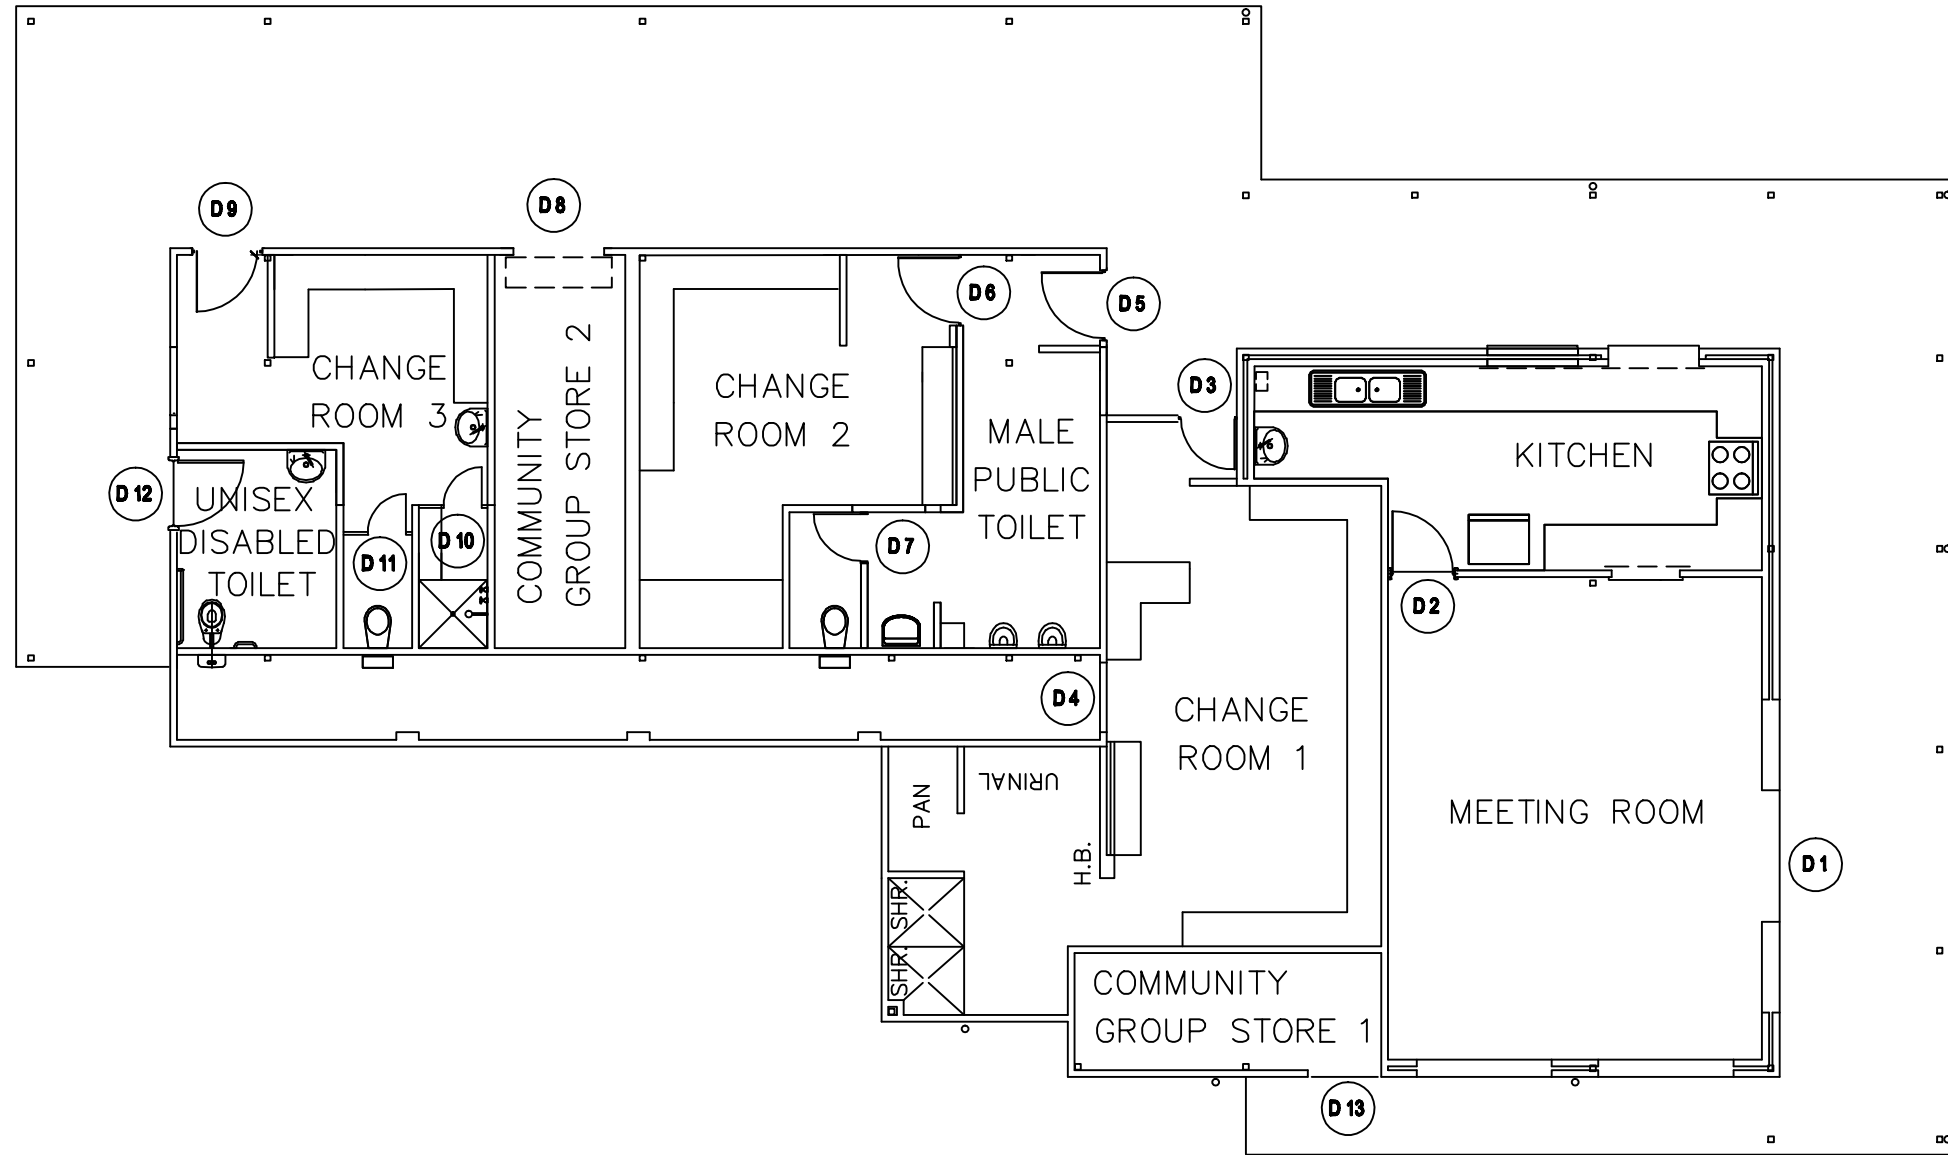 D9
D8
D6
D5
CHANGE
ROOM 3
COMMUNITY
GROUP STORE 2
CHANGE
ROOM 2
D3
MALE
PUBLIC
TOILET
KITCHEN
D12
UNISEX
DISABLED
TOILET
D11
D10
D7
D2
D4
CHANGE
ROOM 1
PAN
URINAL
H.B.
MEETING ROOM
D1
SHR.
SHR.
COMMUNITY
GROUP STORE 1
D13